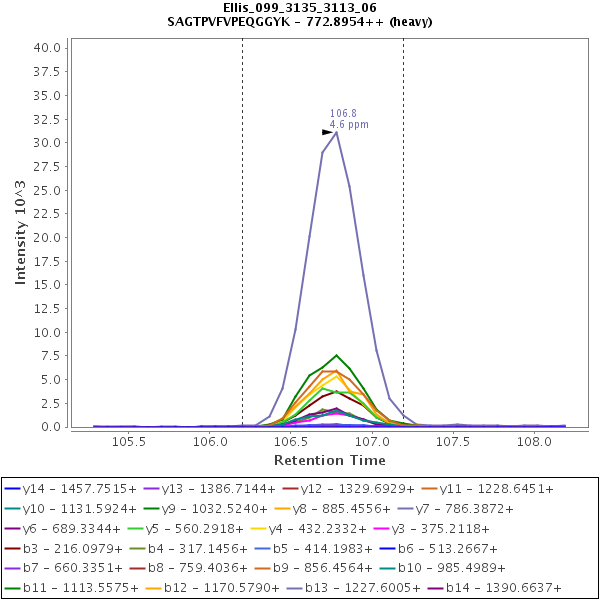 Ellis_099_3135_3113_06
SAGTPVFVPEQGGYK - 772.8954++ (heavy)
40.0
37.5
35.0
32.5
30.0
27.5
25.0
22.5
20.0
17.5
15.0
12.5
10.0
7.5
5.0
2.5
0.0
Intensity 10^3
106.8
4.6 ppm
105.5 106.0 106.5 107.0 107.5 108.0
Retention Time
y14 - 1457.7515+ y13 - 1386.7144+ y12 - 1329.6929+ y11 - 1228.6451+
y10 - 1131.5924+ y9 - 1032.5240+ y8 - 885.4556+ y7 - 786.3872+
y6 - 689.3344+ y5 - 560.2918+ y4 - 432.2332+ y3 - 375.2118+
b3 - 216.0979+ b4 - 317.1456+ b5 - 414.1983+ b6 - 513.2667+
b7 - 660.3351+ b8 - 759.4036+ b9 - 856.4564+ b10 - 985.4989+
b11 - 1113.5575+ b12 - 1170.5790+ b13 - 1227.6005+ b14 - 1390.6637+